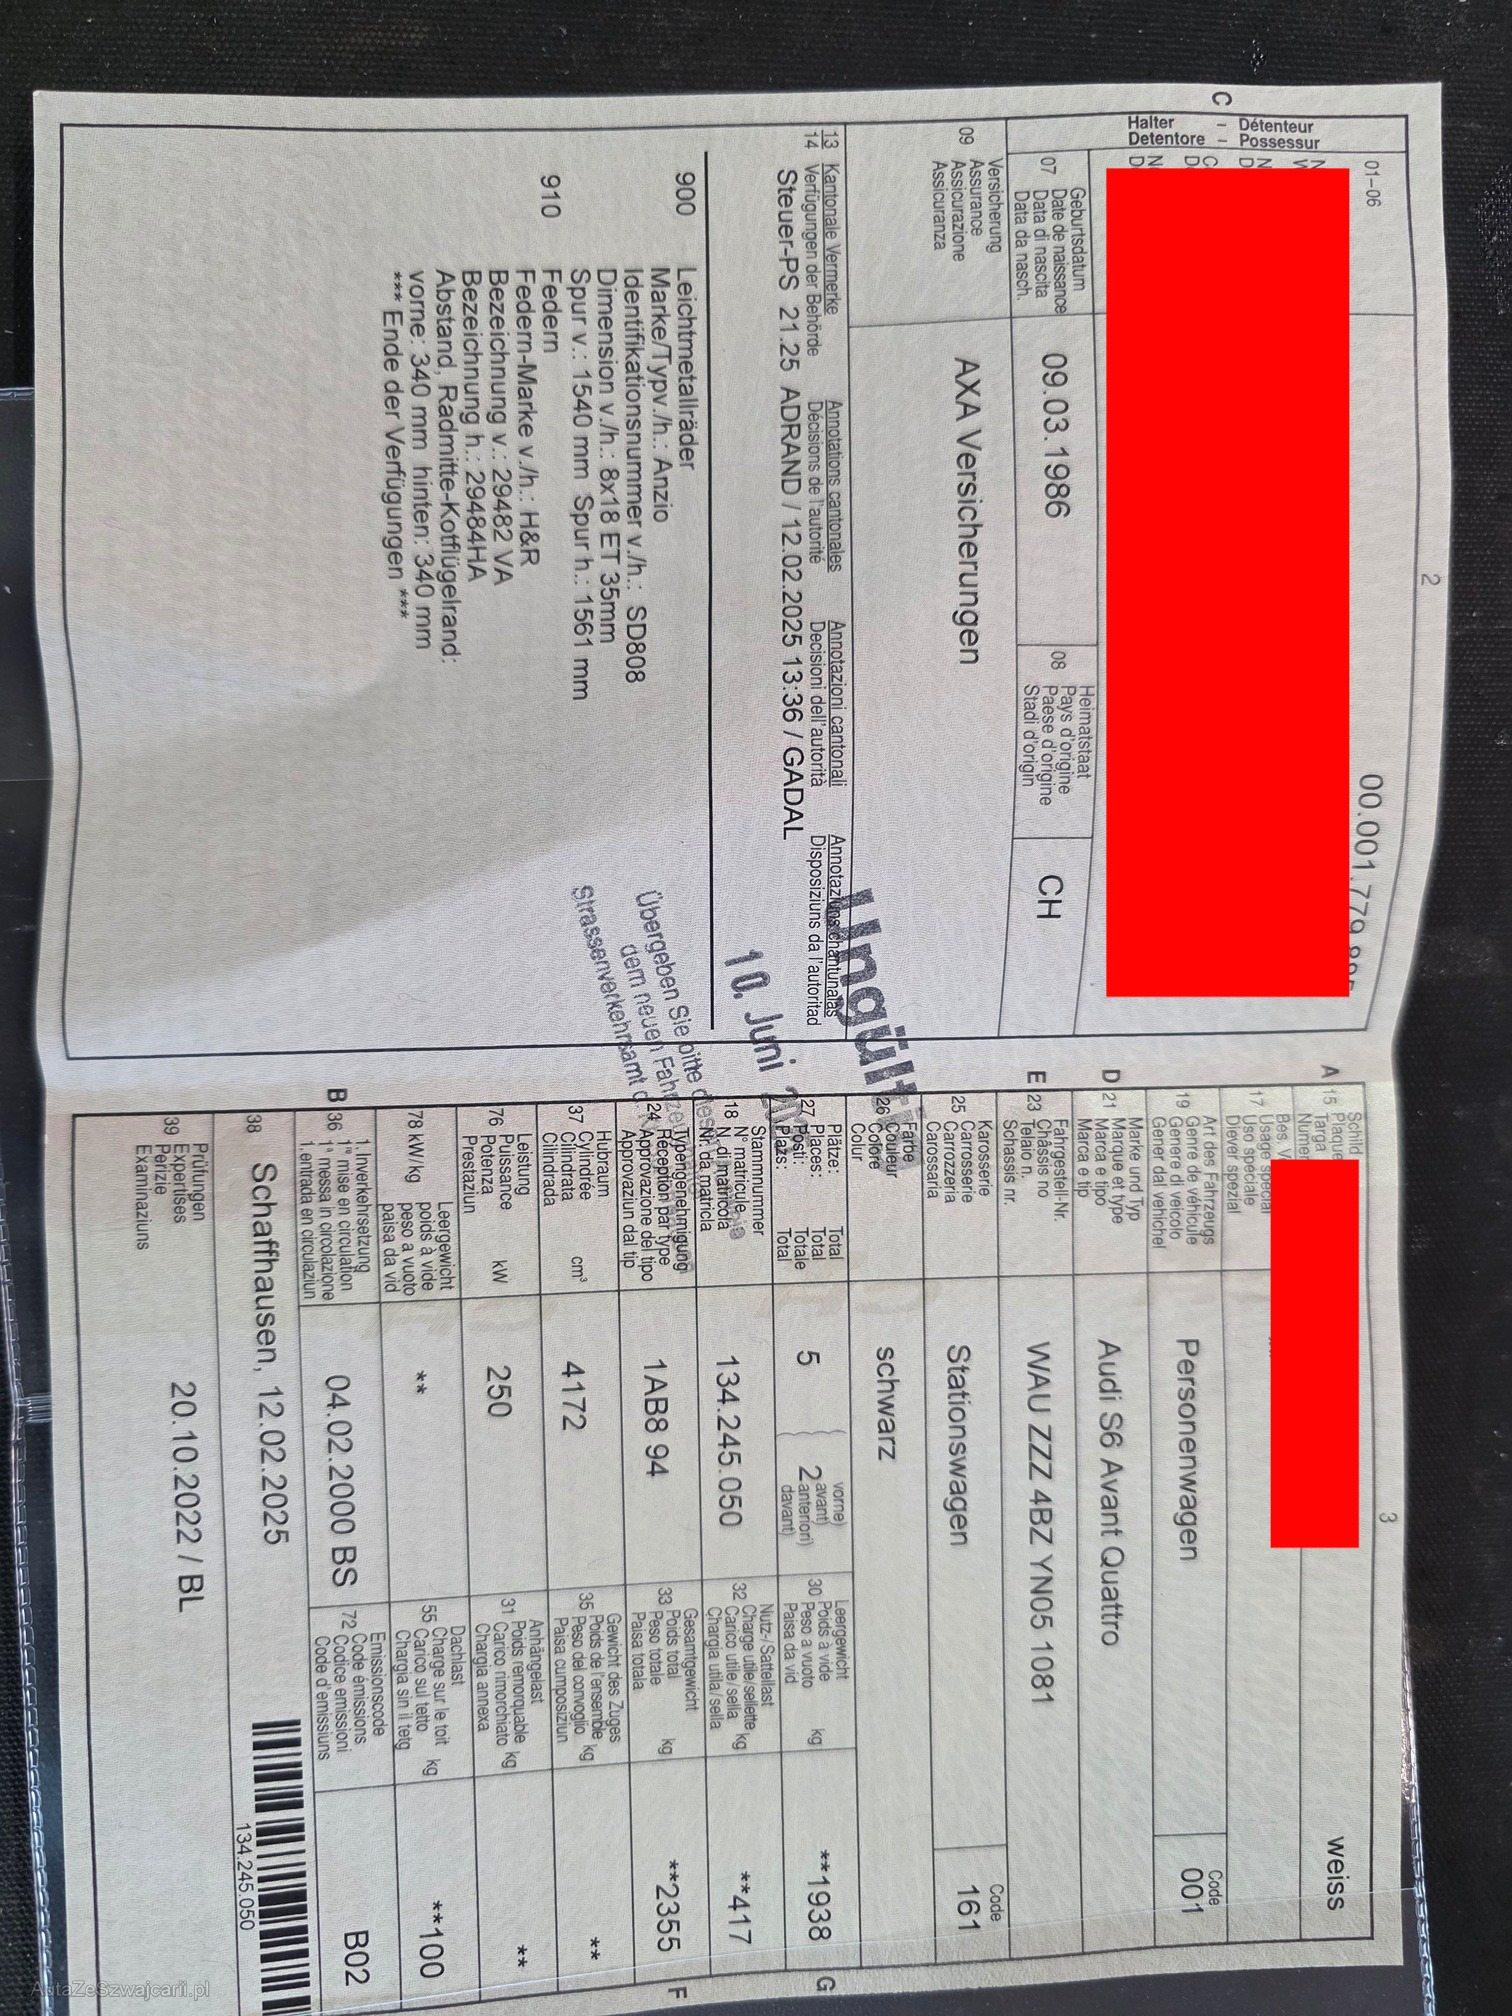 2
01–06
00.001.779.
C
Halter - Détenteur
Detentore - Possessur
07
Geburtsdatum
Date de naissance
Data di nascita
Data da nasch.
09.03.1986
08
Heimatstaat
Pays d'origine
Paese d'origine
Stadi d'origin
CH
09
Versicherung
Assurance
Assicurazione
Assicuranza
AXA Versicherungen
13 Kantonale Vermerke Annotations cantonales Annotazioni cantonali Annotaziuns chantunalas
14 Verfügungen der Behörde Décisions de l'autorité Decisioni dell'autorità Disposiziuns da l'autoritad
Steuer-PS 21.25 ADRAND / 12.02.2025 13:36 / GADAL
900 Leichtmetallräder
Marke/Typv./h.: Anzio
Identifikationsnummer v./h.: SD808
Dimension v./h.: 8x18 ET 35mm
Spur v.: 1540 mm Spur h.: 1561 mm
910 Federn
Federn-Marke v./h.: H&R
Bezeichnung v.: 29482 VA
Bezeichnung h.: 29484HA
Abstand, Radmitte-Kotflügelrand:
vorne: 340 mm hinten: 340 mm
*** Ende der Verfügungen ***
10. Juni
Übergeben Sie bitte
dem neuen
Strassenverkehrsamt
3
A 15
Schild
Plaque
Targa
Numer
weiss
17
Usage spécial
Uso speciale
Diever spezial
19
Art des Fahrzeugs
Genre de véhicule
Genere di veicolo
Gener dal vehichel
Personenwagen
Code
001
D 21
Marke und Typ
Marque et type
Marca e tipo
Marca e tip
Audi S6 Avant Quattro
E 23
Fahrgestell-Nr.
Châssis no
Telaio n.
Schassis nr.
WAU ZZZ 4BZ YN05 1081
25
Karosserie
Carosserie
Carozzeria
Carossaria
Stationswagen
Code
161
26
Farbe
Couleur
Colore
Colur
schwarz
27
Plätze: Total
Places: Total
Posti: Totale
Plazs: Total
5
2
vorne)
avant)
anteriori)
davant)
30
Leergewicht
Poids à vide
Peso a vuoto
Paisa da vid
kg
**1938
G
18
Stammnummer
N° matricule
N. di matricola
Nr. da matricla
134.245.050
32
Nutz-/Sattellast
Charge utile/sellette
Carico utile/sella
Chargia utila/sella
kg
**417
24
Typengenehmigung
Réception par type
Approvazione del tipo
Approvaziun dal tip
1AB8 94
33
Gesamtgewicht
Poids total
Peso totale
Paisa totala
kg
**2355
F
37
Hubraum
Cylindrée
Cilindrata
Cilindrada
cm³
4172
35
Gewicht des Zuges
Poids de l'ensemble
Peso del convoglio
Paisa cumposiziun
kg
**
76
Leistung
Puissance
Potenza
Prestaziun
kW
250
31
Anhängelast
Poids remorquable
Carico rimorchiato
Chargia annexa
kg
**
78 kW/kg
Leergewicht
poids à vide
peso a vuoto
paisa da vid
**
55
Dachlast
Charge sur le toit
Carico sul tetto
Chargia sin il tetg
kg
**100
B 36
1. Inverkehrsetzung
1re mise en circulation
1a messa in circolazione
1. entrada en circulaziun
04.02.2000 BS
72
Emissionscode
Code émissions
Codice emissioni
Code d'emissiuns
B02
38
Schaffhausen, 12.02.2025
134.245.050
39
Prüfungen
Expertises
Perizie
Examinaziuns
20.10.2022 / BL
AutaZeSzwajcarii.pl